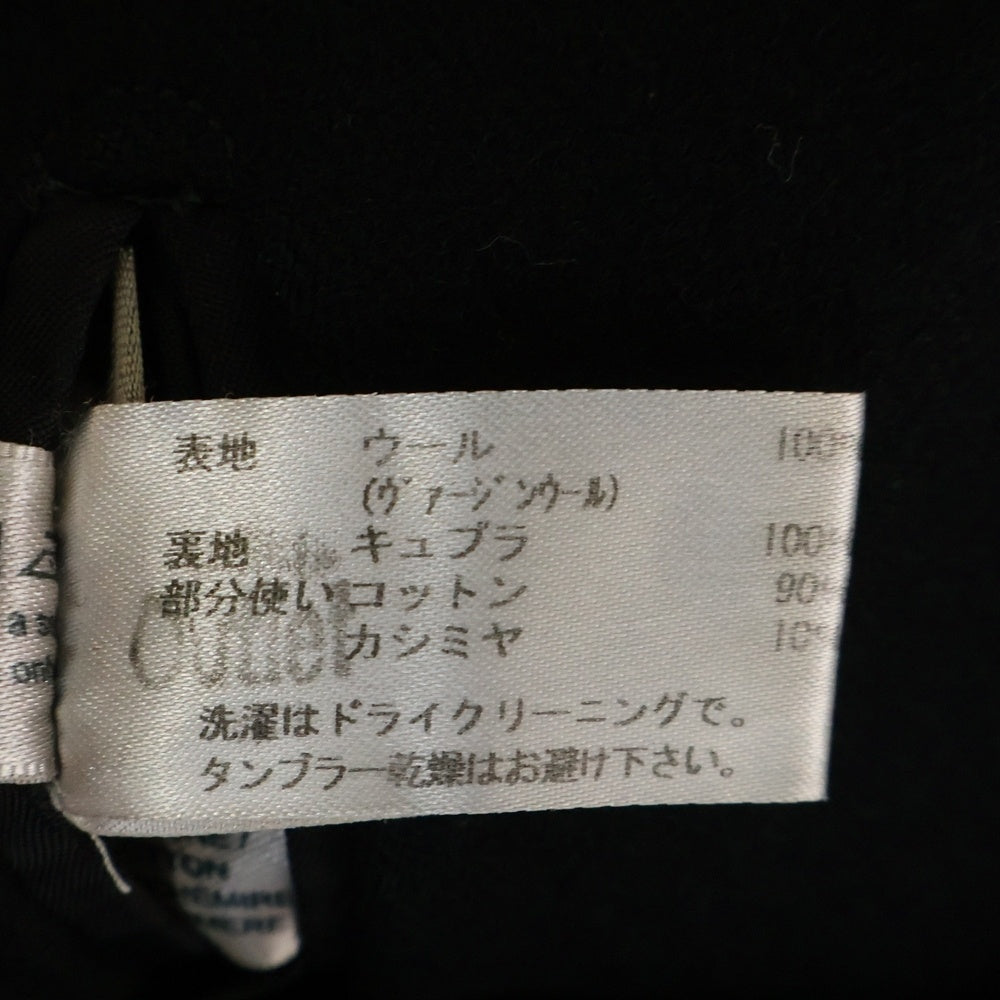 表地 ウール 100%
(ヴァージンウール)
裏地 キュプラ 100%
部分使い コットン 90%
カシミヤ 10%
洗濯はドライクリーニングで。
タンブラー乾燥はお避け下さい。